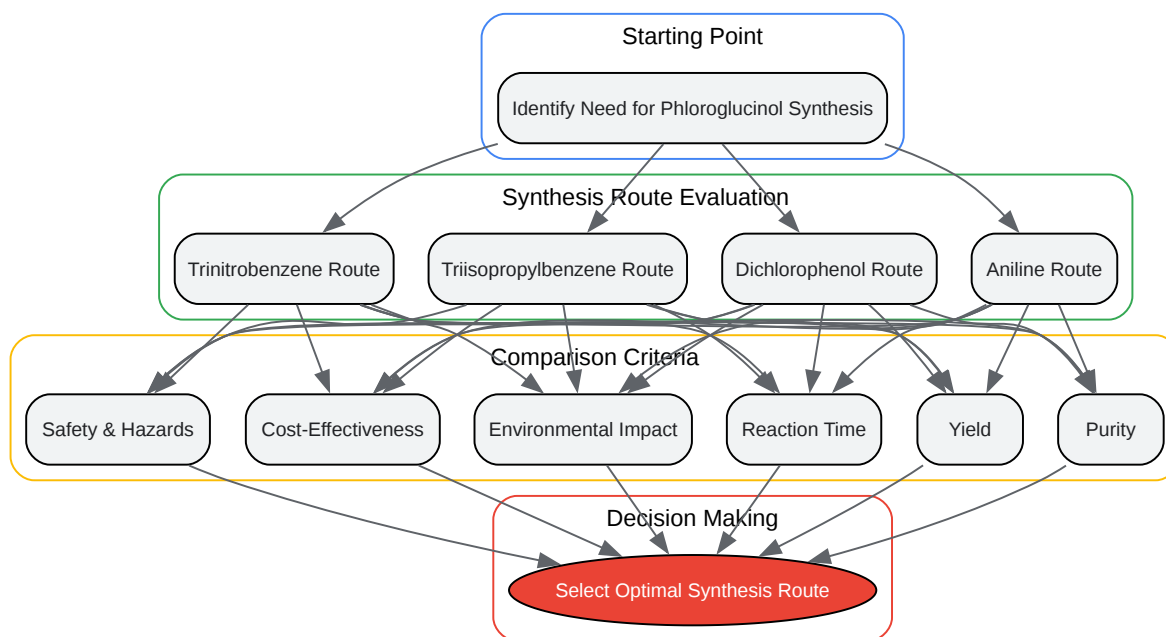 Starting Point
Identify Need for Phloroglucinol Synthesis
Synthesis Route Evaluation
Trinitrobenzene Route
Triisopropylbenzene Route
Dichlorophenol Route
Aniline Route
Comparison Criteria
Safety & Hazards
Cost-Effectiveness
Environmental Impact
Reaction Time
Yield
Purity
Decision Making
Select Optimal Synthesis Route